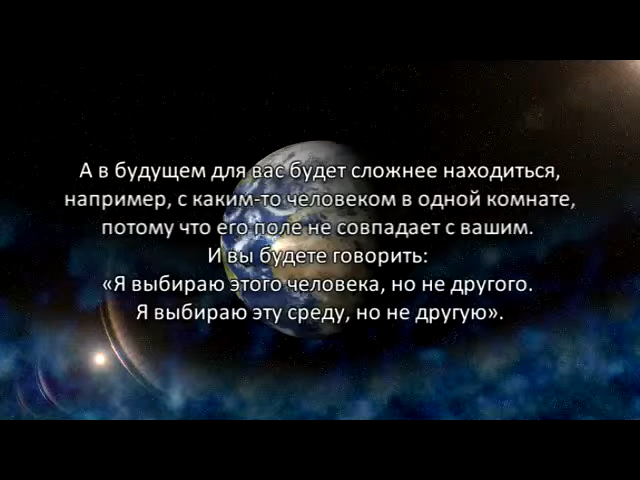 А в будущем для вас будет сложнее находиться,
например, с каким-то человеком в одной комнате,
потому что его поле не совпадает с вашим.
И вы будете говорить:
«Я выбираю этого человека, но не другого.
Я выбираю эту среду, но не другую».